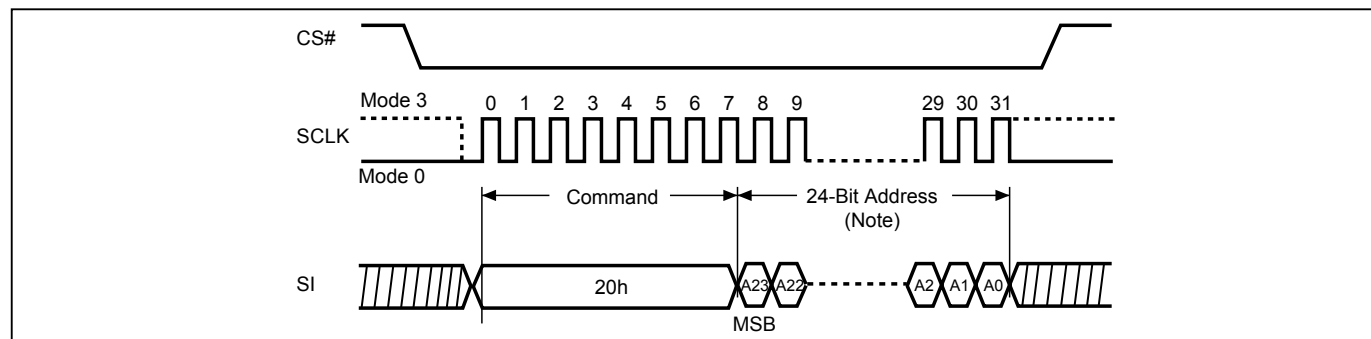 CS#
Mode 3
0 1 2 3 4 5 6 7 8 9 29 30 31
SCLK
Mode 0
Command
24-Bit Address
(Note)
SI
20h
A23 A22 A2 A1 A0
MSB